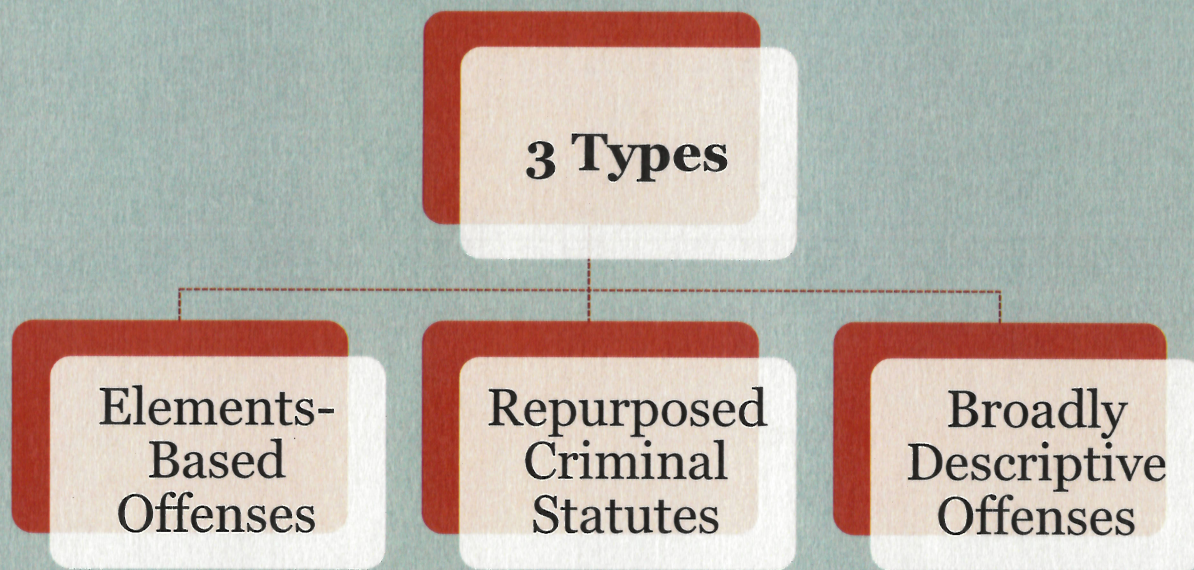 3 Types
Elements-
Based
Offenses
Repurposed
Criminal
Statutes
Broadly
Descriptive
Offenses